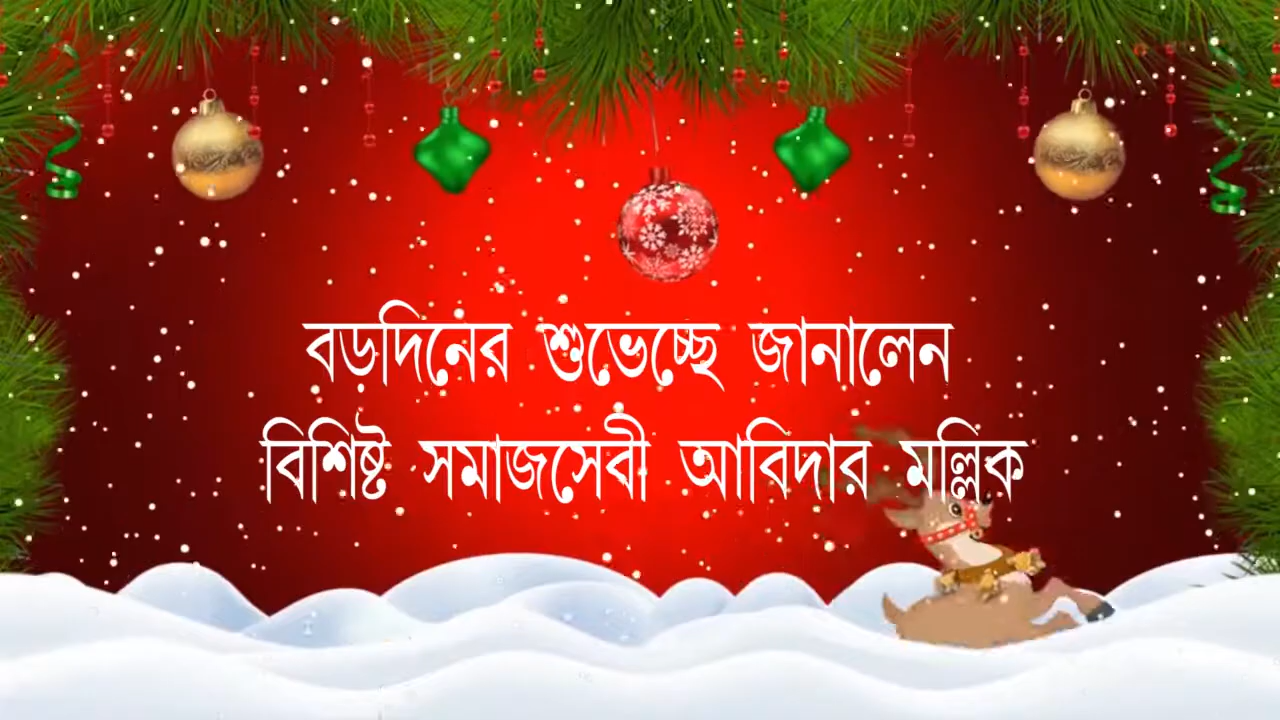 বড়দিনের শুভেচ্ছে জানালেন
বিশিষ্ট সমাজসেবী আবিদার মল্লিক